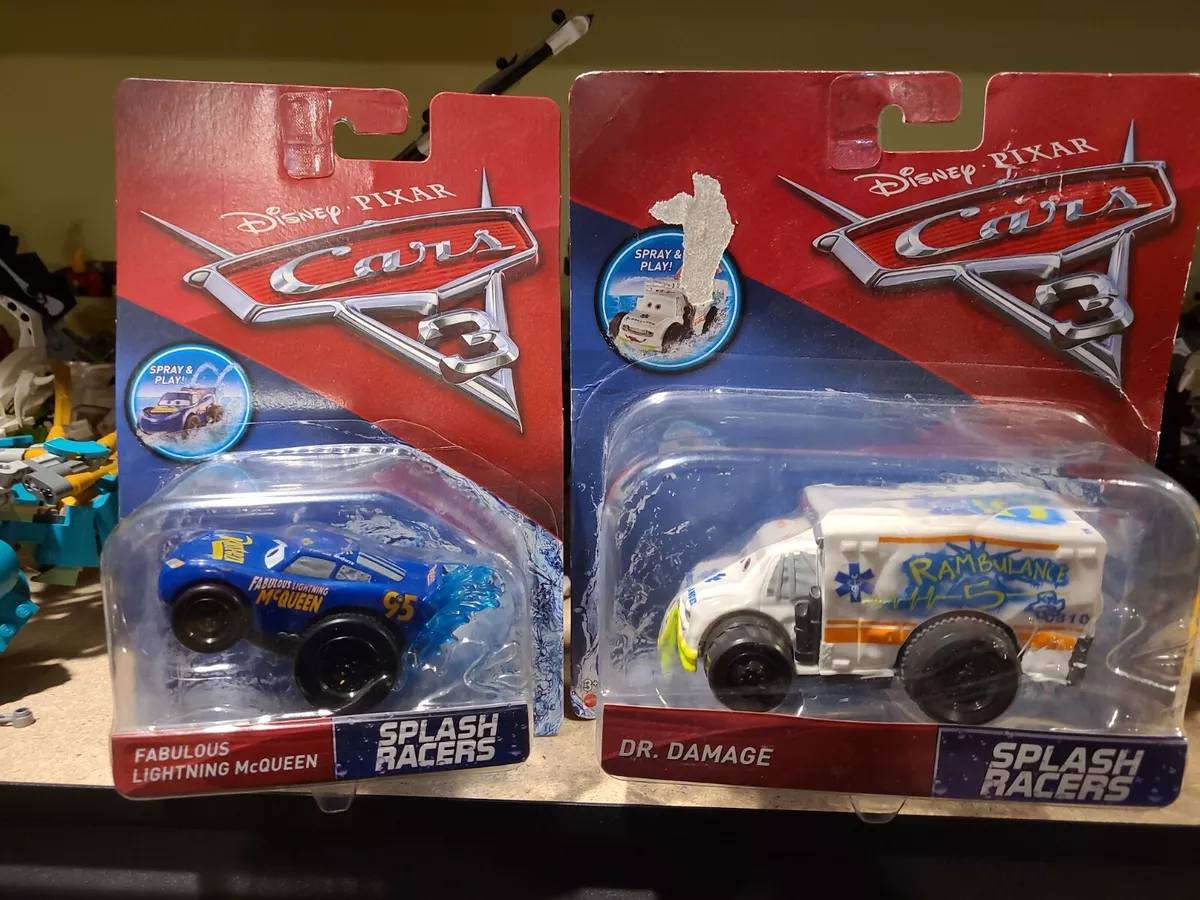 DISNEY·PIXAR
Cars
3
SPRAY &
PLAY!
FABULOUS LIGHTNING
McQUEEN
95
FABULOUS
LIGHTNING McQUEEN
SPLASH
RACERS
DISNEY·PIXAR
Cars
3
SPRAY &
PLAY!
RAMBULANCE
5
DR. DAMAGE
SPLASH
RACERS